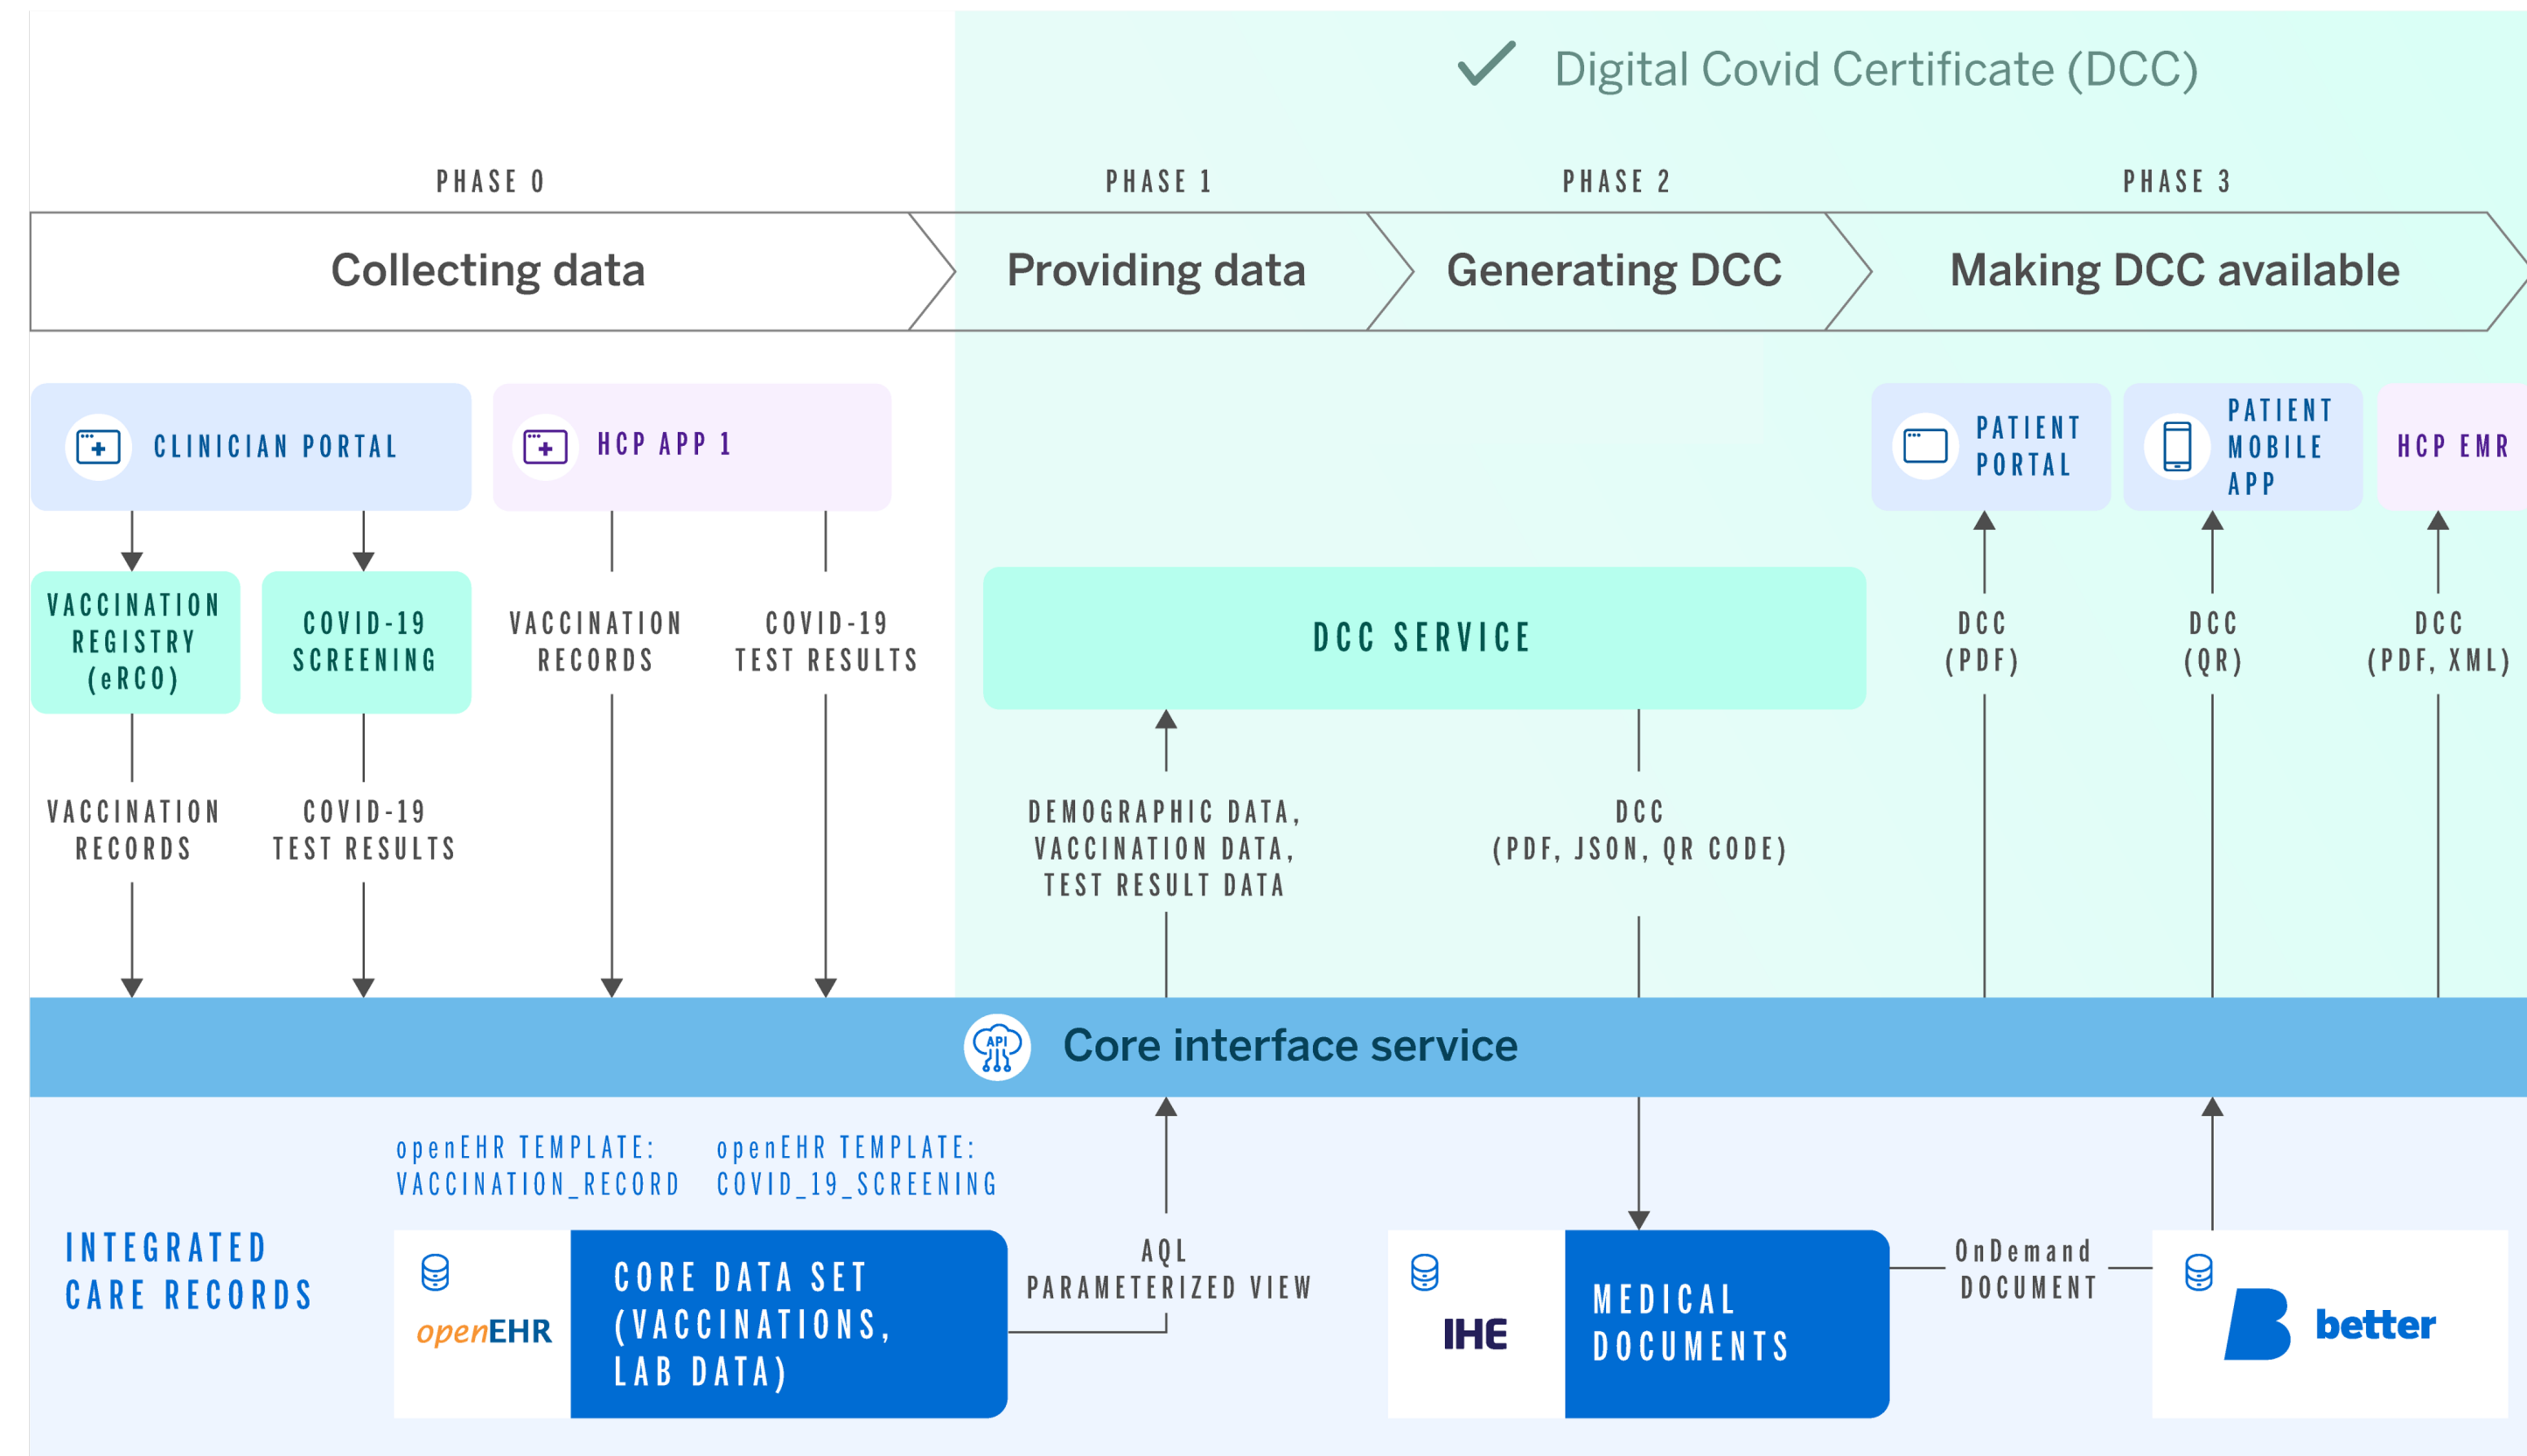 Digital Covid Certificate (DCC)
PHASE 0
PHASE 1
PHASE 2
PHASE 3
Collecting data
Providing data
Generating DCC
Making DCC available
CLINICIAN PORTAL
HCP APP 1
PATIENT
PORTAL
PATIENT
MOBILE
APP
HCP EMR
VACCINATION
REGISTRY
(eRCO)
COVID-19
SCREENING
VACCINATION
RECORDS
COVID-19
TEST RESULTS
DCC SERVICE
DCC
(PDF)
DCC
(QR)
DCC
(PDF, XML)
VACCINATION
RECORDS
COVID-19
TEST RESULTS
DEMOGRAPHIC DATA,
VACCINATION DATA,
TEST RESULT DATA
DCC
(PDF, JSON, QR CODE)
API
Core interface service
openEHR TEMPLATE:
VACCINATION_RECORD
openEHR TEMPLATE:
COVID_19_SCREENING
INTEGRATED
CARE RECORDS
openEHR
CORE DATA SET
(VACCINATIONS,
LAB DATA)
AQL
PARAMETERIZED VIEW
IHE
MEDICAL
DOCUMENTS
OnDemand
DOCUMENT
B better